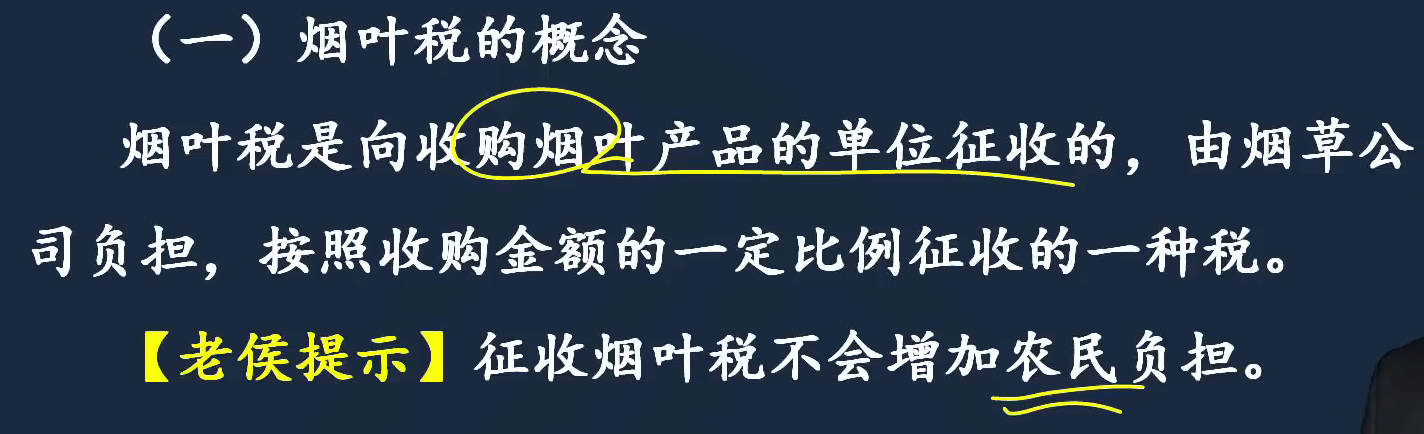 （一）烟叶税的概念
烟叶税是向收购烟叶产品的单位征收的，由烟草公
司负担，按照收购金额的一定比例征收的一种税。
【老侯提示】征收烟叶税不会增加农民负担。